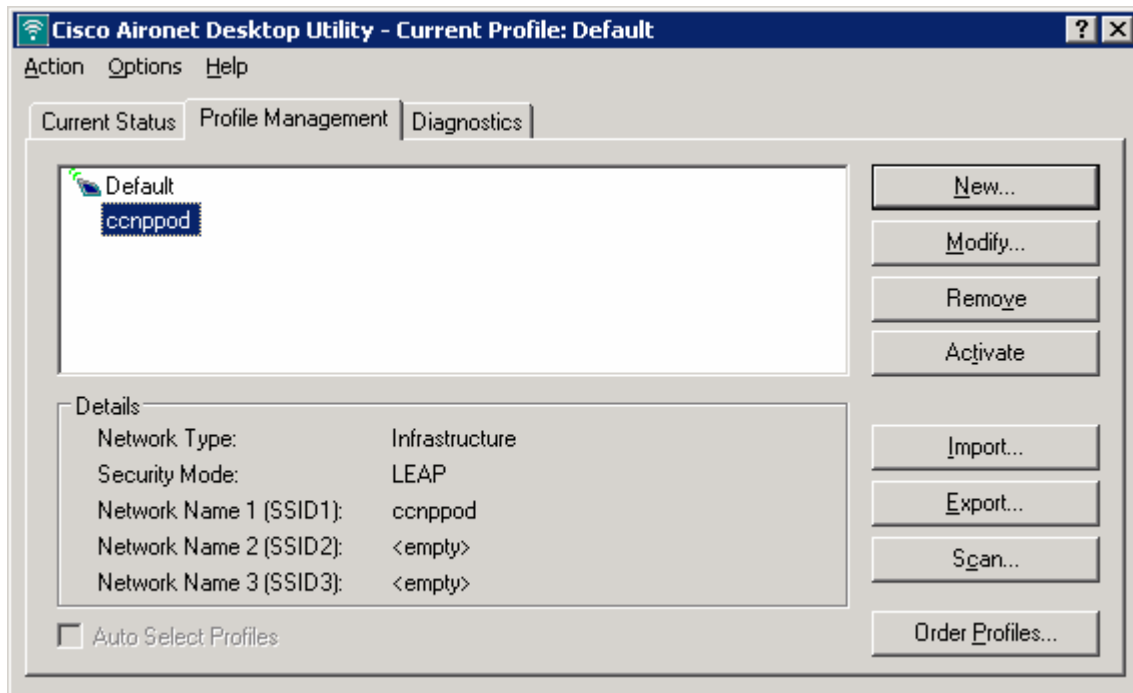 Cisco Aironet Desktop Utility - Current Profile: Default
Action Options Help
Current Status Profile Management Diagnostics
Default
ccnppod
New...
Modify...
Remove
Activate
Details
Network Type: Infrastructure
Security Mode: LEAP
Network Name 1 (SSID1): ccnppod
Network Name 2 (SSID2): <empty>
Network Name 3 (SSID3): <empty>
Import...
Export...
Scan...
Auto Select Profiles
Order Profiles...